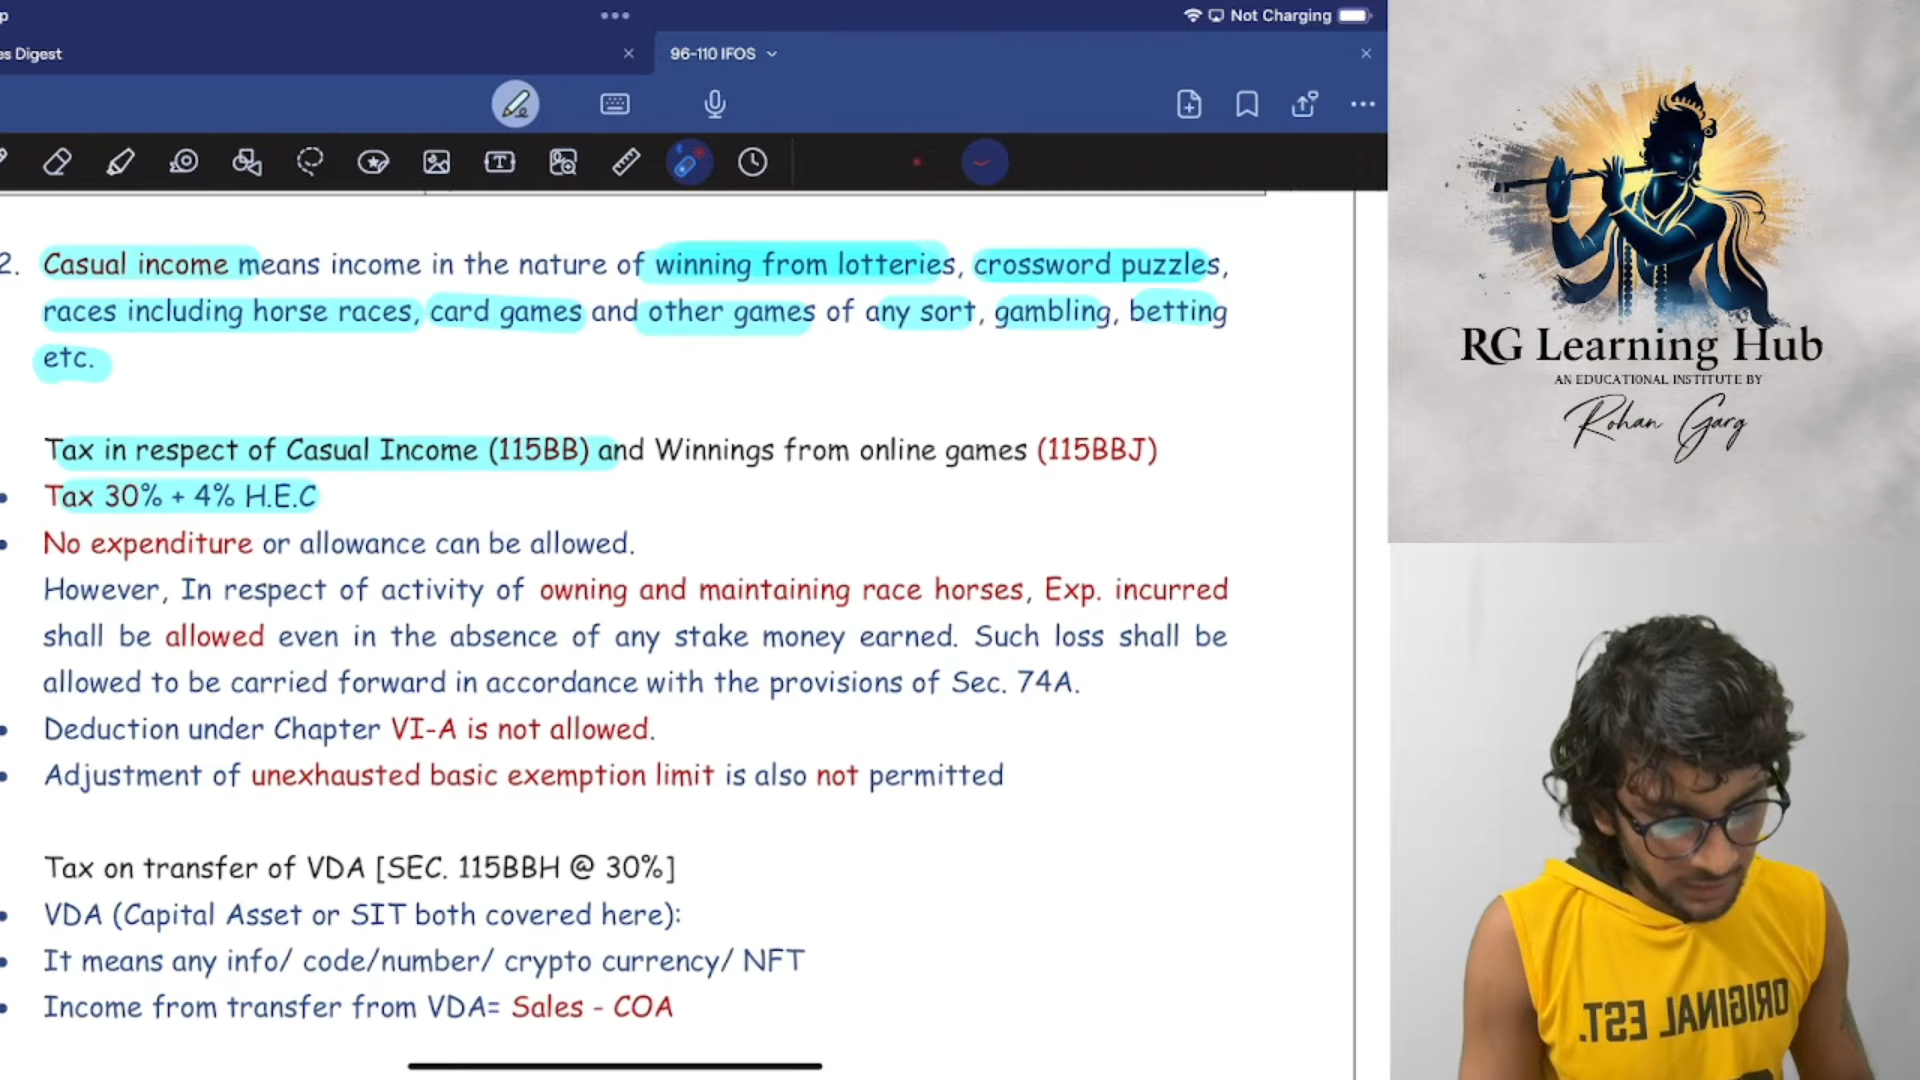 p
Not Charging
es Digest
96-110 IFOS
2. Casual income means income in the nature of winning from lotteries, crossword puzzles,
races including horse races, card games and other games of any sort, gambling, betting
etc.
Tax in respect of Casual Income (115BB) and Winnings from online games (115BBJ)
• Tax 30% + 4% H.E.C
• No expenditure or allowance can be allowed.
However, In respect of activity of owning and maintaining race horses, Exp. incurred
shall be allowed even in the absence of any stake money earned. Such loss shall be
allowed to be carried forward in accordance with the provisions of Sec. 74A.
• Deduction under Chapter VI-A is not allowed.
• Adjustment of unexhausted basic exemption limit is also not permitted
Tax on transfer of VDA [SEC. 115BBH @ 30%]
• VDA (Capital Asset or SIT both covered here):
• It means any info/ code/number/ crypto currency/ NFT
• Income from transfer from VDA= Sales - COA
RG Learning Hub
AN EDUCATIONAL INSTITUTE BY
Rohan Garg
ORIGINAL EST.